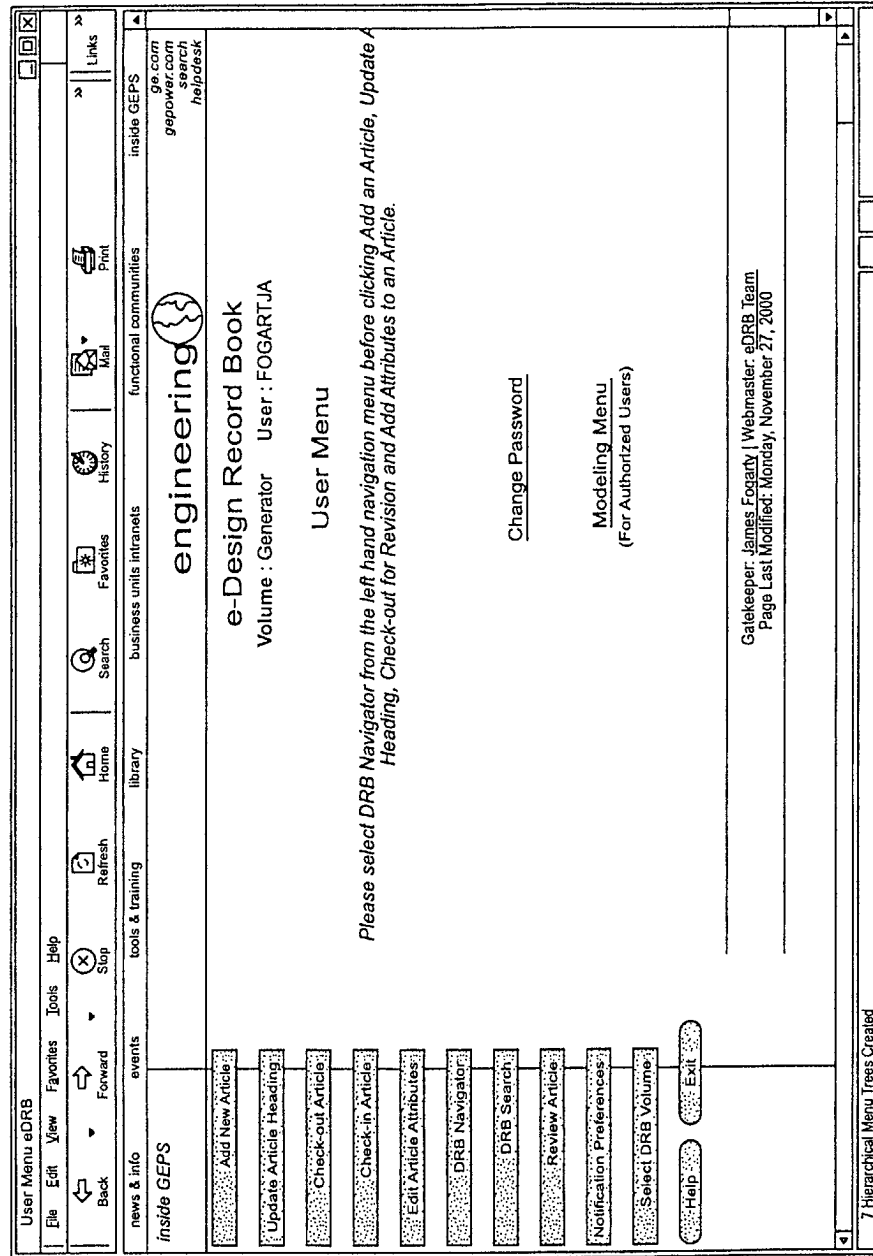 User Menu eDRB
File Edit View Favorites Tools Help
Back Forward Stop Refresh Home Search Favorites History Mail Print » Links »
news & info events tools & training library business units intranets functional communities inside GEPS
inside GEPS
engineering
ge.com
gepower.com
search
helpdesk
Add New Article
Update Article Heading
Check-out Article
Check-in Article
Edit Article Attributes
DRB Navigator
DRB Search
Review Article
Notification Preferences
Select DRB Volume
Help Exit
e-Design Record Book
Volume : Generator User : FOGARTJA
User Menu
Please select DRB Navigator from the left hand navigation menu before clicking Add an Article, Update A
Heading, Check-out for Revision and Add Attributes to an Article.
Change Password
Modeling Menu
(For Authorized Users)
Gatekeeper: James Fogarty | Webmaster: eDRB Team
Page Last Modified: Monday, November 27, 2000
7 Hierarchical Menu Trees Created